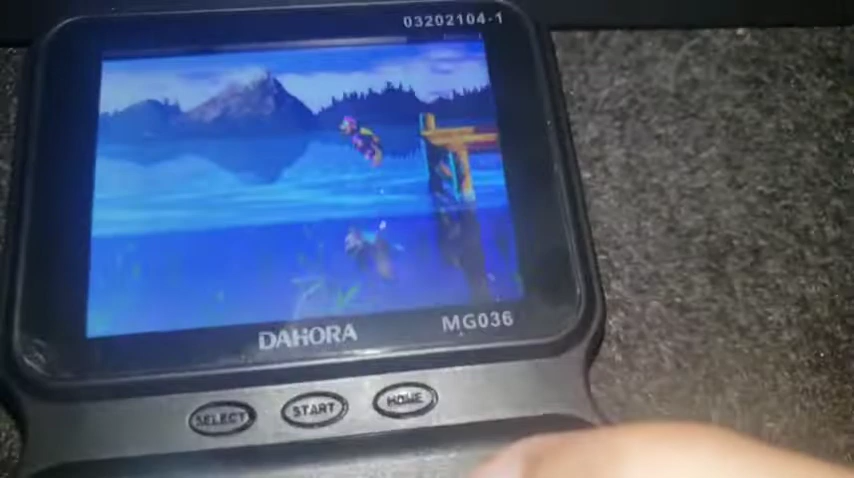 03202104-1
DAHORA
MG036
SELECT
START
HOME